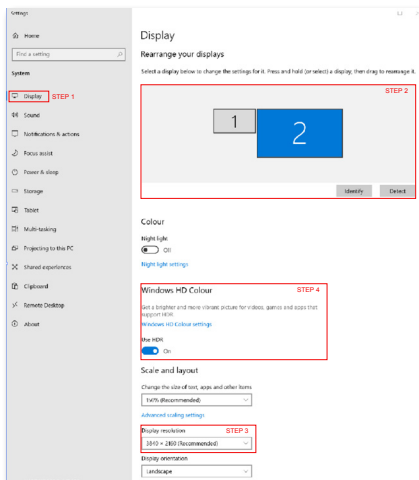 Settings
Home
Find a setting
System
Display STEP 1
Sound
Notifications & actions
Focus assist
Power & sleep
Storage
Tablet
Multi-tasking
Projecting to this PC
Shared experiences
Clipboard
Remote Desktop
About
Display
Rearrange your displays
Select a display below to change the settings for it. Press and hold (or select) a display, then drag to rearrange it.
STEP 2
1
2
Identify Detect
Colour
Night light
Off
Night light settings
Windows HD Colour STEP 4
Get a brighter and more vibrant picture for videos, games and apps that
support HDR.
Windows HD Colour settings
Use HDR
On
Scale and layout
Change the size of text, apps and other items
150% (Recommended)
Advanced scaling settings
Display resolution STEP 3
3840 × 2160 (Recommended)
Display orientation
Landscape